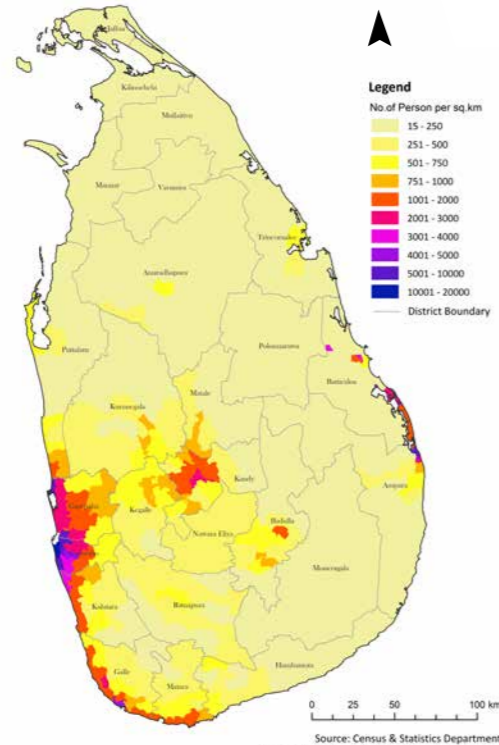 Jaffna
Kilinochchi
Mullaitivu
Mannar
Vavuniya
Trincomalee
Anuradhapura
Puttalam
Polonnaruwa
Batticaloa
Kurunegala
Matale
Kandy
Ampara
Kegalle
Nuwara Eliya
Badulla
Moneragala
Kalutara
Ratnapura
Galle
Matara
Hambantota
Legend
No.of Person per sq.km
15 - 250
251 - 500
501 - 750
751 - 1000
1001 - 2000
2001 - 3000
3001 - 4000
4001 - 5000
5001 - 10000
10001 - 20000
District Boundary
0 25 50 100 km
Source: Census & Statistics Department